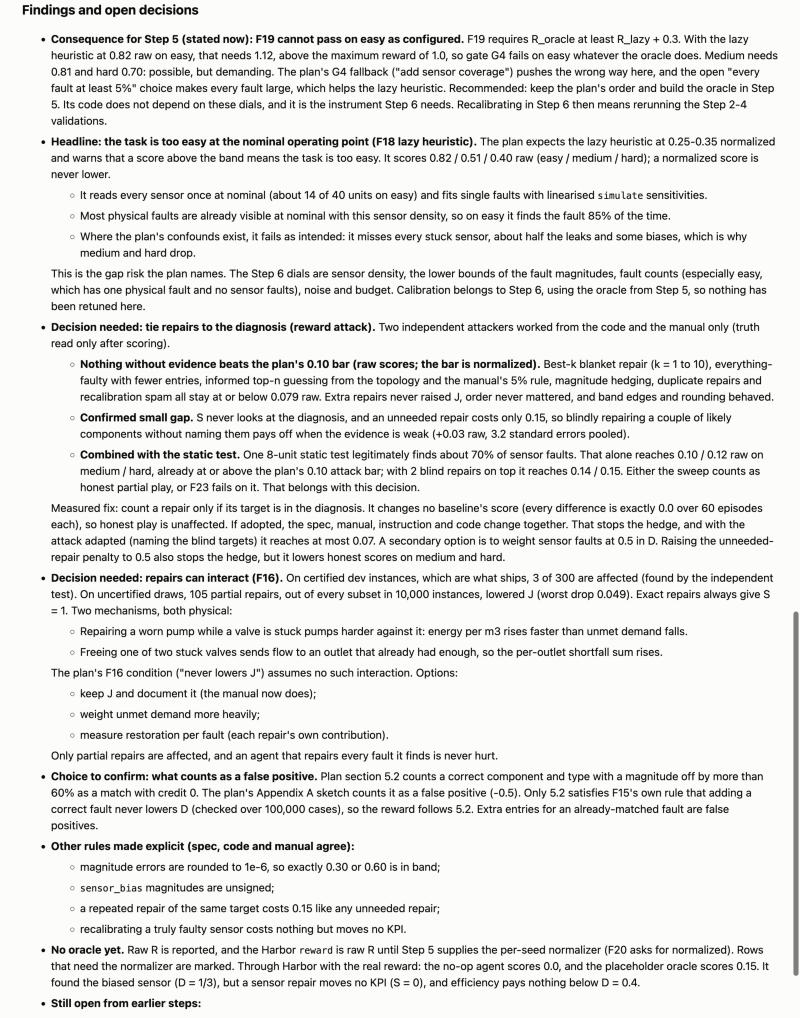 Findings and open decisions
• Consequence for Step 5 (stated now): F19 cannot pass on easy as configured. F19 requires R_oracle at least R_lazy + 0.3. With the lazy
heuristic at 0.82 raw on easy, that needs 1.12, above the maximum reward of 1.0, so gate G4 fails on easy whatever the oracle does. Medium needs
0.81 and hard 0.70: possible, but demanding. The plan's G4 fallback ("add sensor coverage") pushes the wrong way here, and the open "every
fault at least 5%" choice makes every fault large, which helps the lazy heuristic. Recommended: keep the plan's order and build the oracle in Step
5. Its code does not depend on these dials, and it is the instrument Step 6 needs. Recalibrating in Step 6 then means rerunning the Step 2-4
validations.
• Headline: the task is too easy at the nominal operating point (F18 lazy heuristic). The plan expects the lazy heuristic at 0.25-0.35 normalized
and warns that a score above the band means the task is too easy. It scores 0.82 / 0.51 / 0.40 raw (easy / medium / hard); a normalized score is
never lower.
◦ It reads every sensor once at nominal (about 14 of 40 units on easy) and fits single faults with linearised simulate sensitivities.
◦ Most physical faults are already visible at nominal with this sensor density, so on easy it finds the fault 85% of the time.
◦ Where the plan's confounds exist, it fails as intended: it misses every stuck sensor, about half the leaks and some biases, which is why
medium and hard drop.
This is the gap risk the plan names. The Step 6 dials are sensor density, the lower bounds of the fault magnitudes, fault counts (especially easy,
which has one physical fault and no sensor faults), noise and budget. Calibration belongs to Step 6, using the oracle from Step 5, so nothing has
been retuned here.
• Decision needed: tie repairs to the diagnosis (reward attack). Two independent attackers worked from the code and the manual only (truth
read only after scoring).
◦ Nothing without evidence beats the plan's 0.10 bar (raw scores; the bar is normalized). Best-k blanket repair (k = 1 to 10), everything-
faulty with fewer entries, informed top-n guessing from the topology and the manual's 5% rule, magnitude hedging, duplicate repairs and
recalibration spam all stay at or below 0.079 raw. Extra repairs never raised J, order never mattered, and band edges and rounding behaved.
◦ Confirmed small gap. S never looks at the diagnosis, and an unneeded repair costs only 0.15, so blindly repairing a couple of likely
components without naming them pays off when the evidence is weak (+0.03 raw, 3.2 standard errors pooled).
◦ Combined with the static test. One 8-unit static test legitimately finds about 70% of sensor faults. That alone reaches 0.10 / 0.12 raw on
medium / hard, already at or above the plan's 0.10 attack bar; with 2 blind repairs on top it reaches 0.14 / 0.15. Either the sweep counts as
honest partial play, or F23 fails on it. That belongs with this decision.
Measured fix: count a repair only if its target is in the diagnosis. It changes no baseline's score (every difference is exactly 0.0 over 60 episodes
each), so honest play is unaffected. If adopted, the spec, manual, instruction and code change together. That stops the hedge, and with the
attack adapted (naming the blind targets) it reaches at most 0.07. A secondary option is to weight sensor faults at 0.5 in D. Raising the unneeded-
repair penalty to 0.5 also stops the hedge, but it lowers honest scores on medium and hard.
• Decision needed: repairs can interact (F16). On certified dev instances, which are what ships, 3 of 300 are affected (found by the independent
test). On uncertified draws, 105 partial repairs, out of every subset in 10,000 instances, lowered J (worst drop 0.049). Exact repairs always give S
= 1. Two mechanisms, both physical:
◦ Repairing a worn pump while a valve is stuck pumps harder against it: energy per m3 rises faster than unmet demand falls.
◦ Freeing one of two stuck valves sends flow to an outlet that already had enough, so the per-outlet shortfall sum rises.
The plan's F16 condition ("never lowers J") assumes no such interaction. Options:
◦ keep J and document it (the manual now does);
◦ weight unmet demand more heavily;
◦ measure restoration per fault (each repair's own contribution).
Only partial repairs are affected, and an agent that repairs every fault it finds is never hurt.
• Choice to confirm: what counts as a false positive. Plan section 5.2 counts a correct component and type with a magnitude off by more than
60% as a match with credit 0. The plan's Appendix A sketch counts it as a false positive (-0.5). Only 5.2 satisfies F15's own rule that adding a
correct fault never lowers D (checked over 100,000 cases), so the reward follows 5.2. Extra entries for an already-matched fault are false
positives.
• Other rules made explicit (spec, code and manual agree):
◦ magnitude errors are rounded to 1e-6, so exactly 0.30 or 0.60 is in band;
◦ sensor_bias magnitudes are unsigned;
◦ a repeated repair of the same target costs 0.15 like any unneeded repair;
◦ recalibrating a truly faulty sensor costs nothing but moves no KPI.
• No oracle yet. Raw R is reported, and the Harbor reward is raw R until Step 5 supplies the per-seed normalizer (F20 asks for normalized). Rows
that need the normalizer are marked. Through Harbor with the real reward: the no-op agent scores 0.0, and the placeholder oracle scores 0.15. It
found the biased sensor (D = 1/3), but a sensor repair moves no KPI (S = 0), and efficiency pays nothing below D = 0.4.
• Still open from earlier steps: